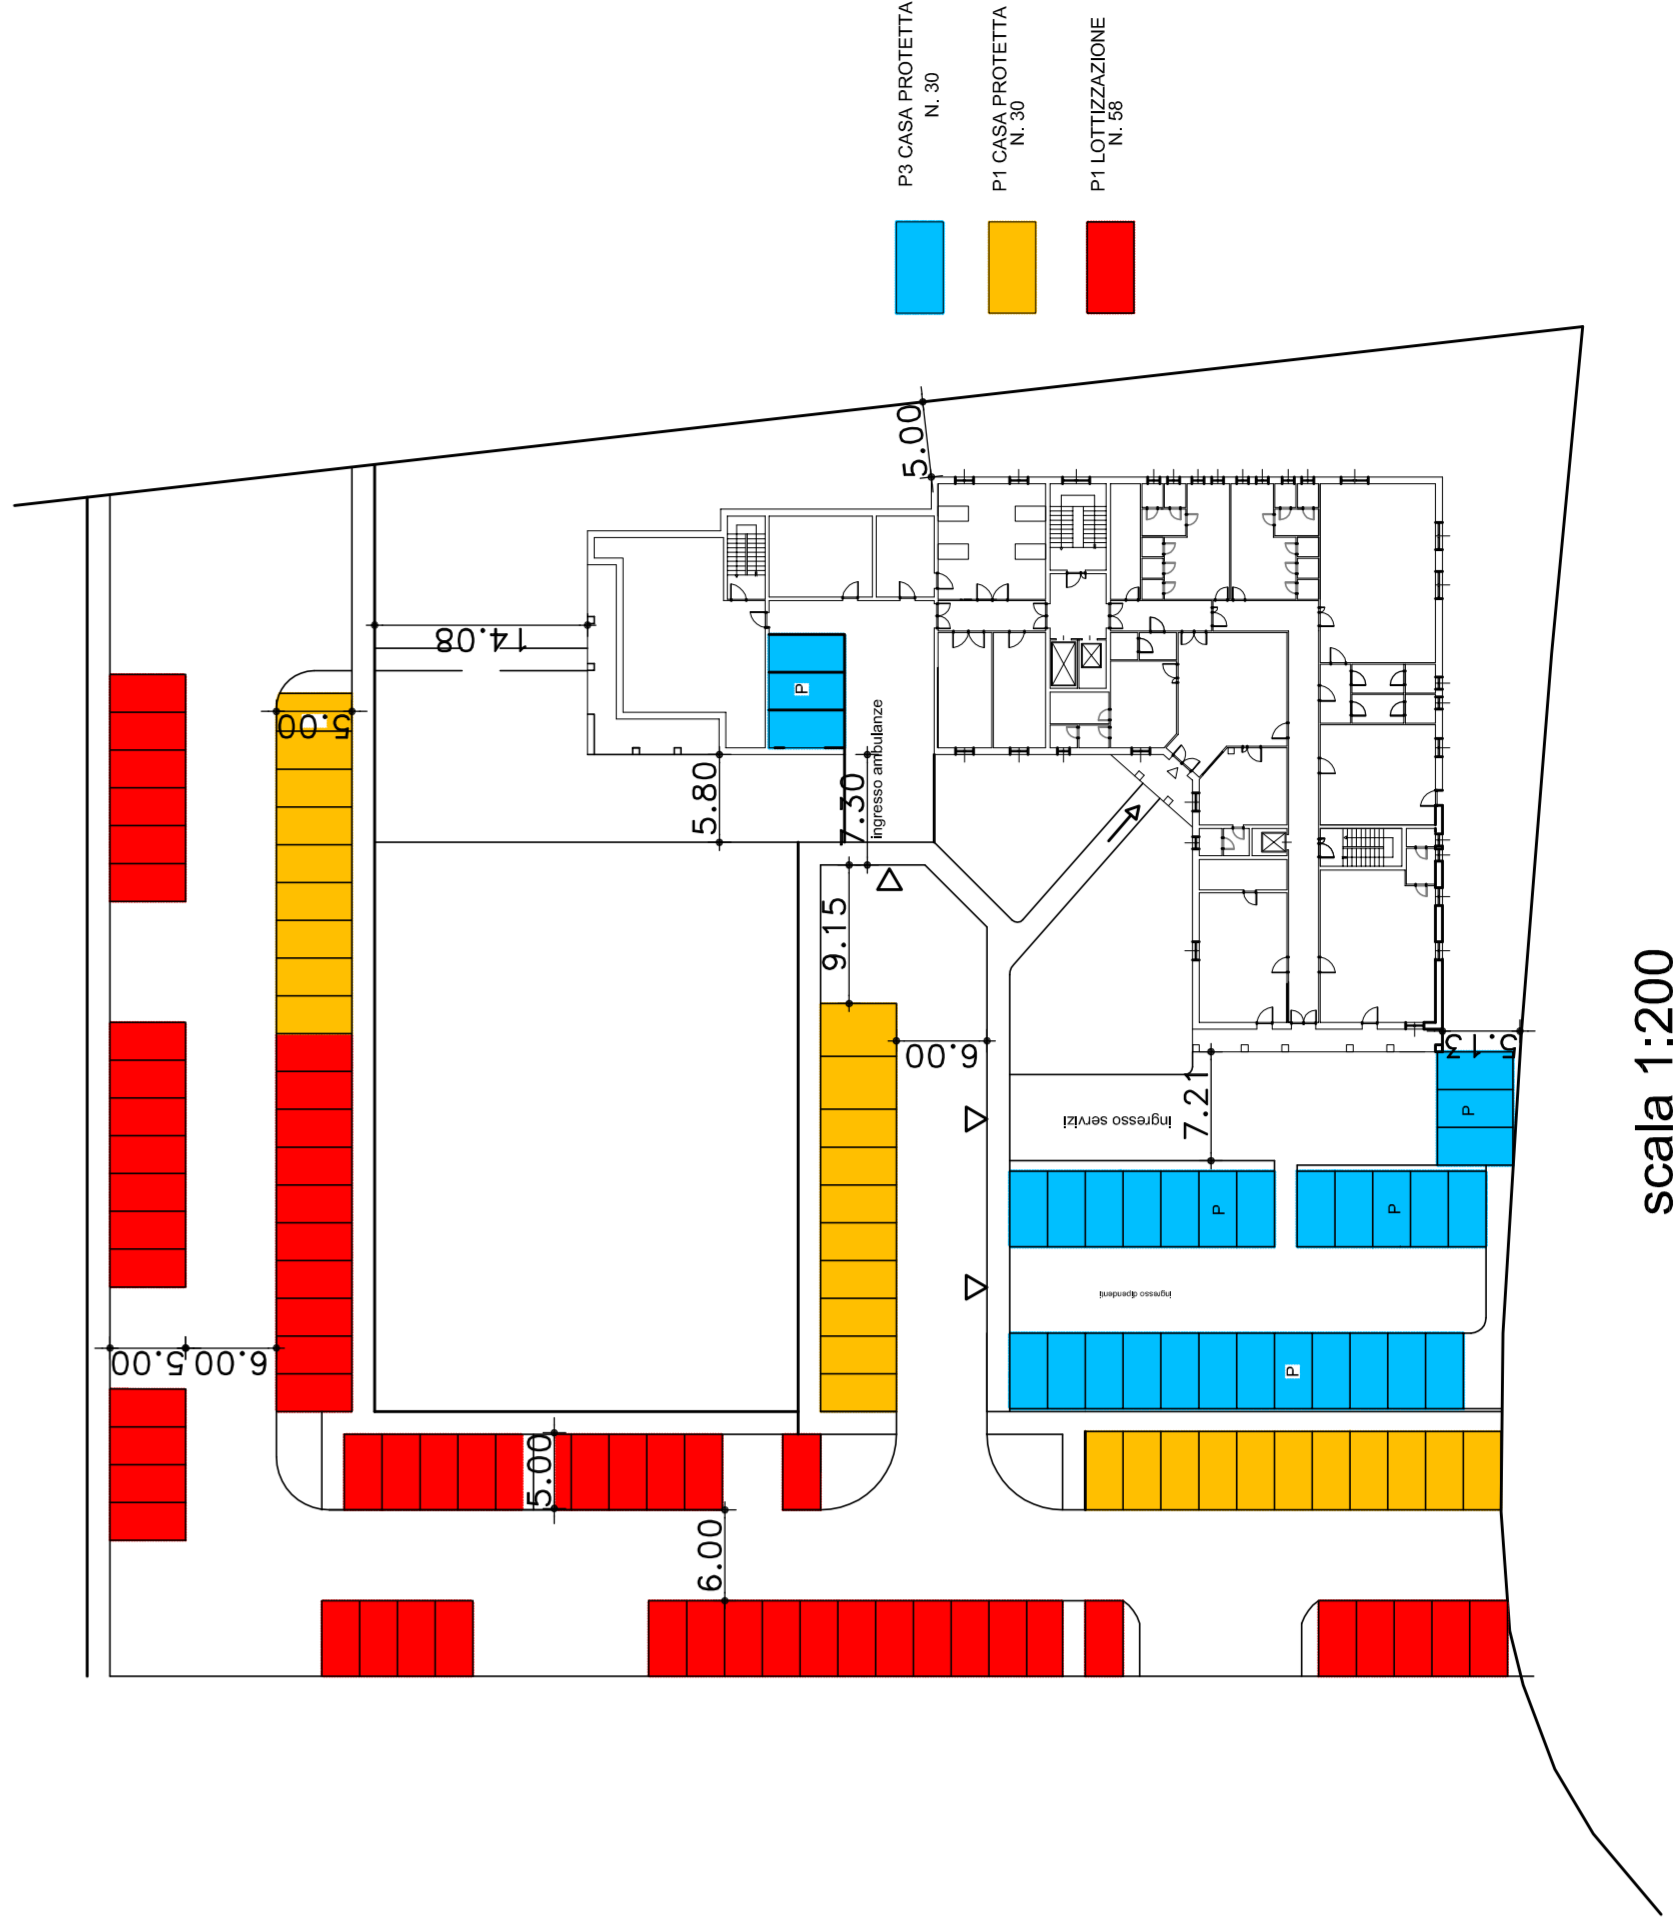 P3 CASA PROTETTA
N. 30
P1 CASA PROTETTA
N. 30
P1 LOTTIZZAZIONE
N. 58
5.00
14.08
5.00
P
5.80
7.30
ingresso ambulanze
9.15
6.00
5.13
7.21
ingresso servizi
P
P
P
ingresso dipendenti
5.00
6.00
P
5.00
6.00
scala 1:200